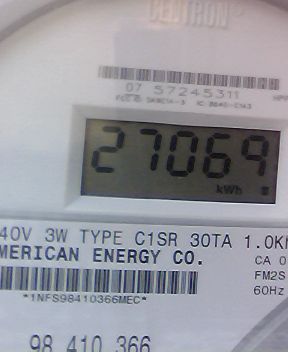 CENTRON
07 57245311
27069
kWh
40V 3W TYPE C1SR 30TA 1.0Kh
MERICAN ENERGY CO.
CA 0
FM2S
60Hz
*1NFS98410366MEC*
98 410 366